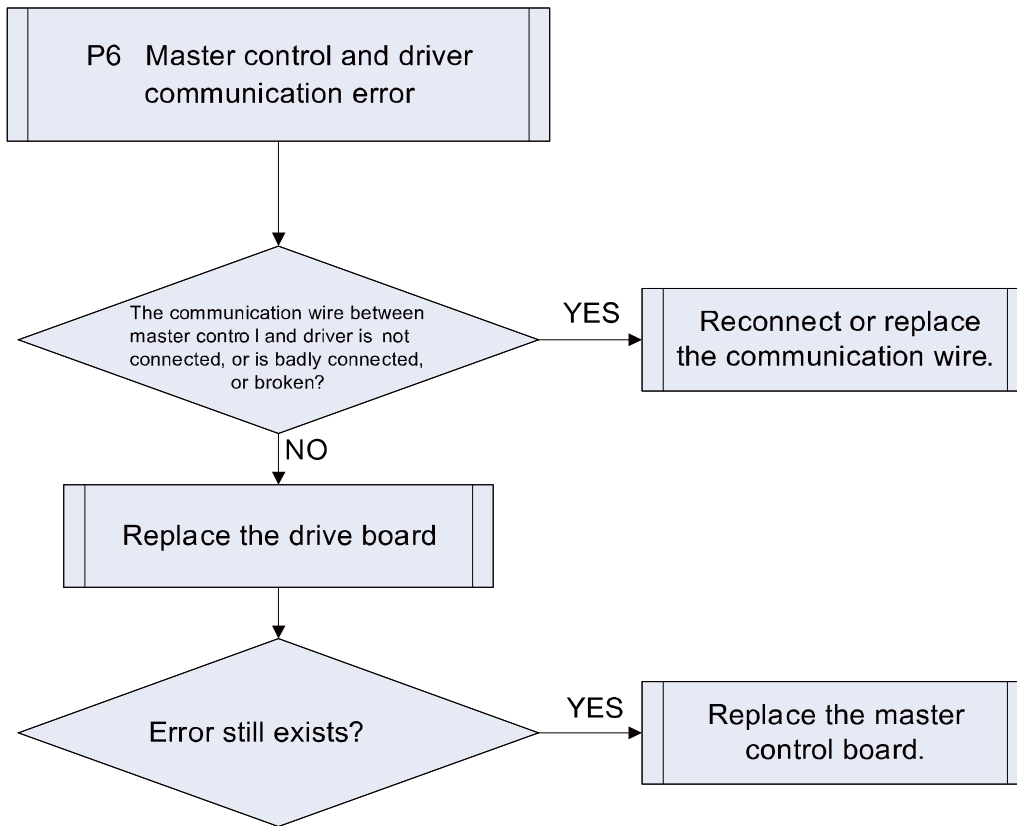 P6 Master control and driver
communication error
The communication wire between
master contro l and driver is not
connected, or is badly connected,
or broken?
YES
Reconnect or replace
the communication wire.
NO
Replace the drive board
Error still exists?
YES
Replace the master
control board.